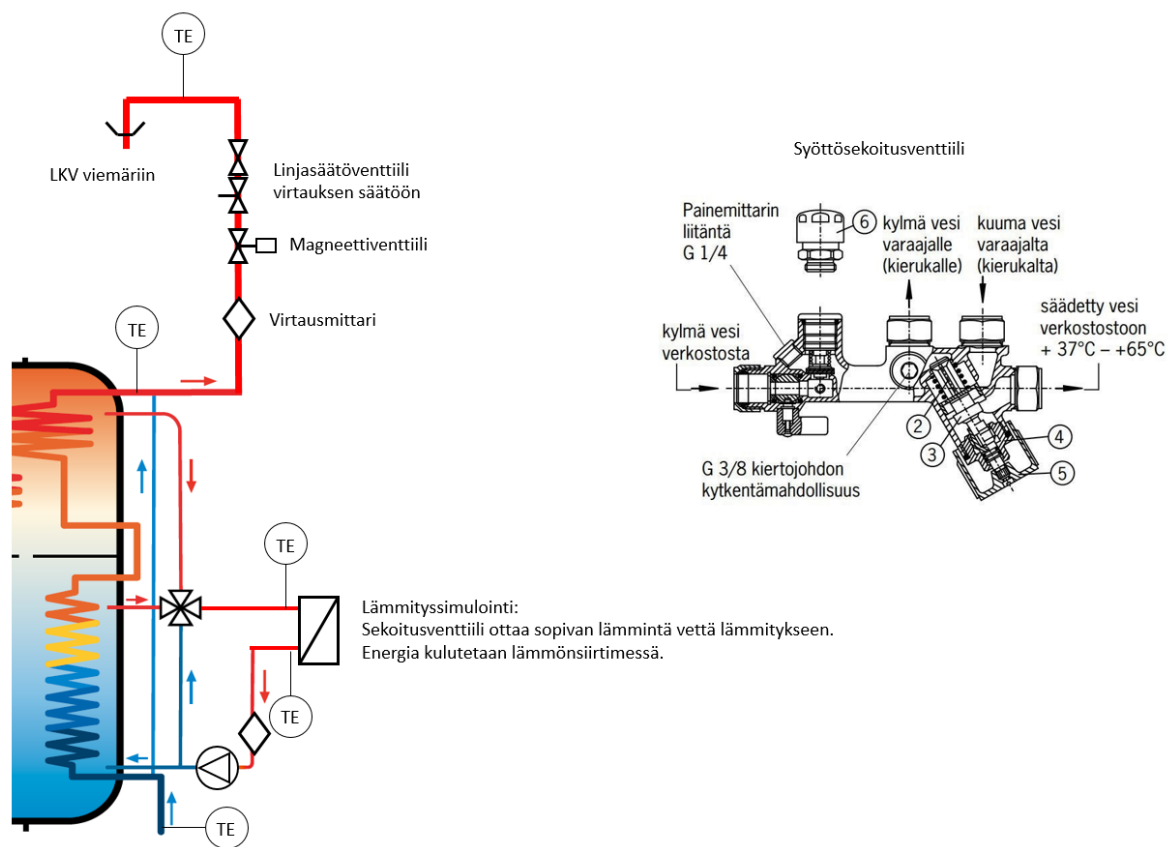 TE
LKV viemäriin
Linjasäätöventtiili
virtauksen säätöön
Magneettiventtiili
TE
Virtausmittari
TE
Lämmityssimulointi:
Sekoitusventtiili ottaa sopivan lämmintä vettä lämmitykseen.
Energia kulutetaan lämmönsiirtimessä.
TE
TE
Syöttösekoitusventtiili
Painemittarin
liitäntä
G 1/4
6
kylmä vesi
varaajalle
(kierukalle)
kuuma vesi
varaajalta
(kierukalta)
kylmä vesi
verkostosta
säädetty vesi
verkostostoon
+ 37°C – +65°C
2
3
4
5
G 3/8 kiertojohdon
kytkentämahdollisuus